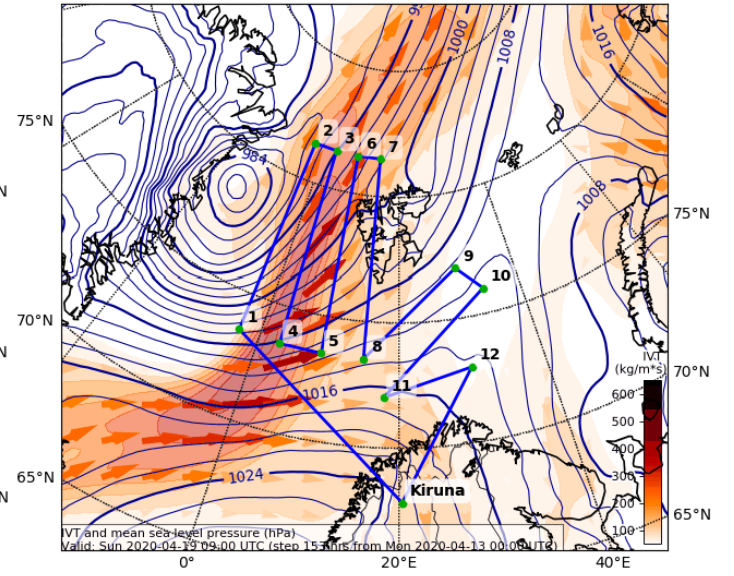 9
1000
1008
1016
75°N
2
3
6
7
984
N
1008
9
75°N
10
70°N
1
4
5
8
12
IVT
(kg/m*s)
70°N
600
11
1016
500
400
300
65°N
1024
Kiruna
200
100
65°N
N
IVT and mean sea level pressure (hPa)
Valid: Sun 2020-04-19 09:00 UTC (step 153 hrs from Mon 2020-04-13 00:00 UTC)
0°
20°E
40°E